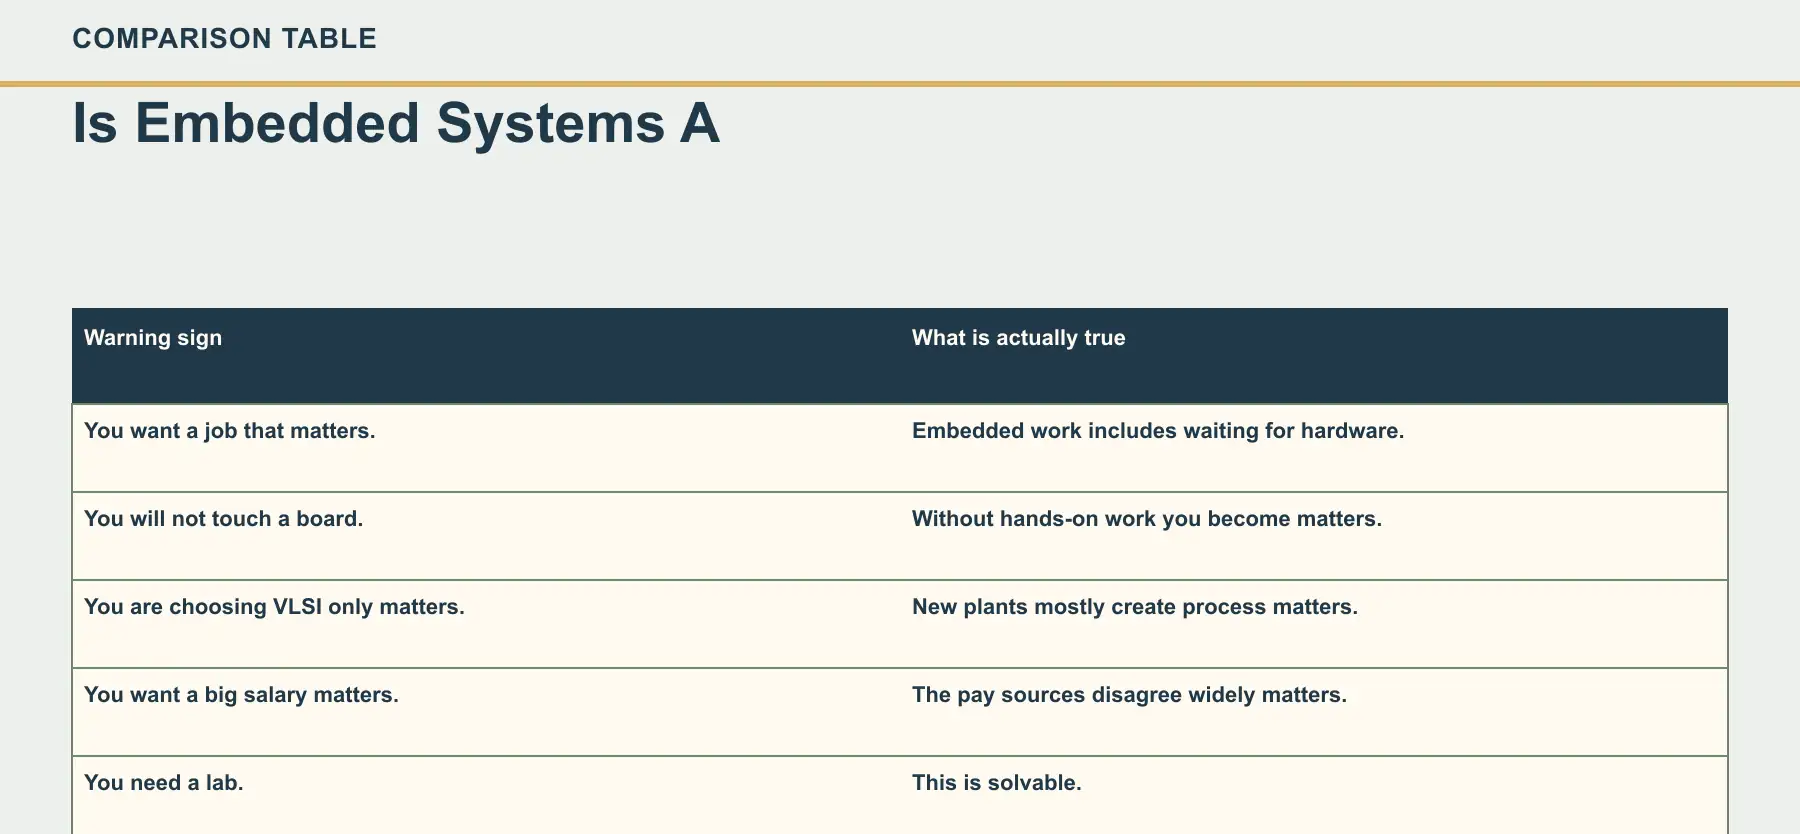 COMPARISON TABLE
Is Embedded Systems A
Warning sign
What is actually true
You want a job that matters.
Embedded work includes waiting for hardware.
You will not touch a board.
Without hands-on work you become matters.
You are choosing VLSI only matters.
New plants mostly create process matters.
You want a big salary matters.
The pay sources disagree widely matters.
You need a lab.
This is solvable.